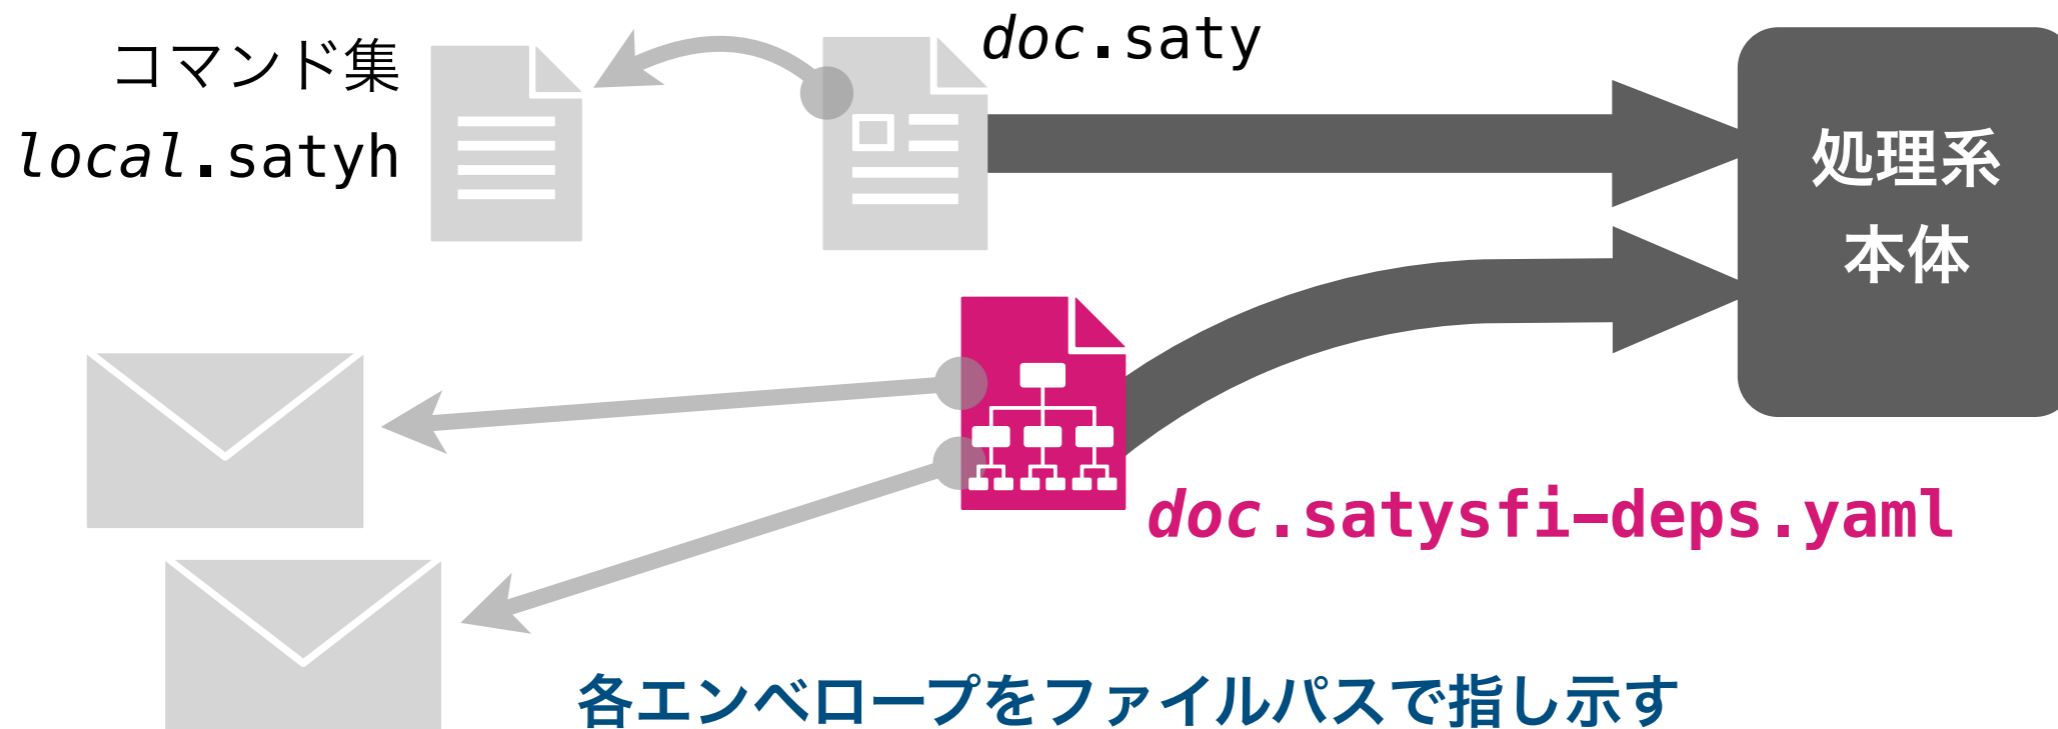 コマンド集
local.satyh
doc.saty
処理系
本体
doc.satysfi-deps.yaml
各エンベロープをファイルパスで指し示す